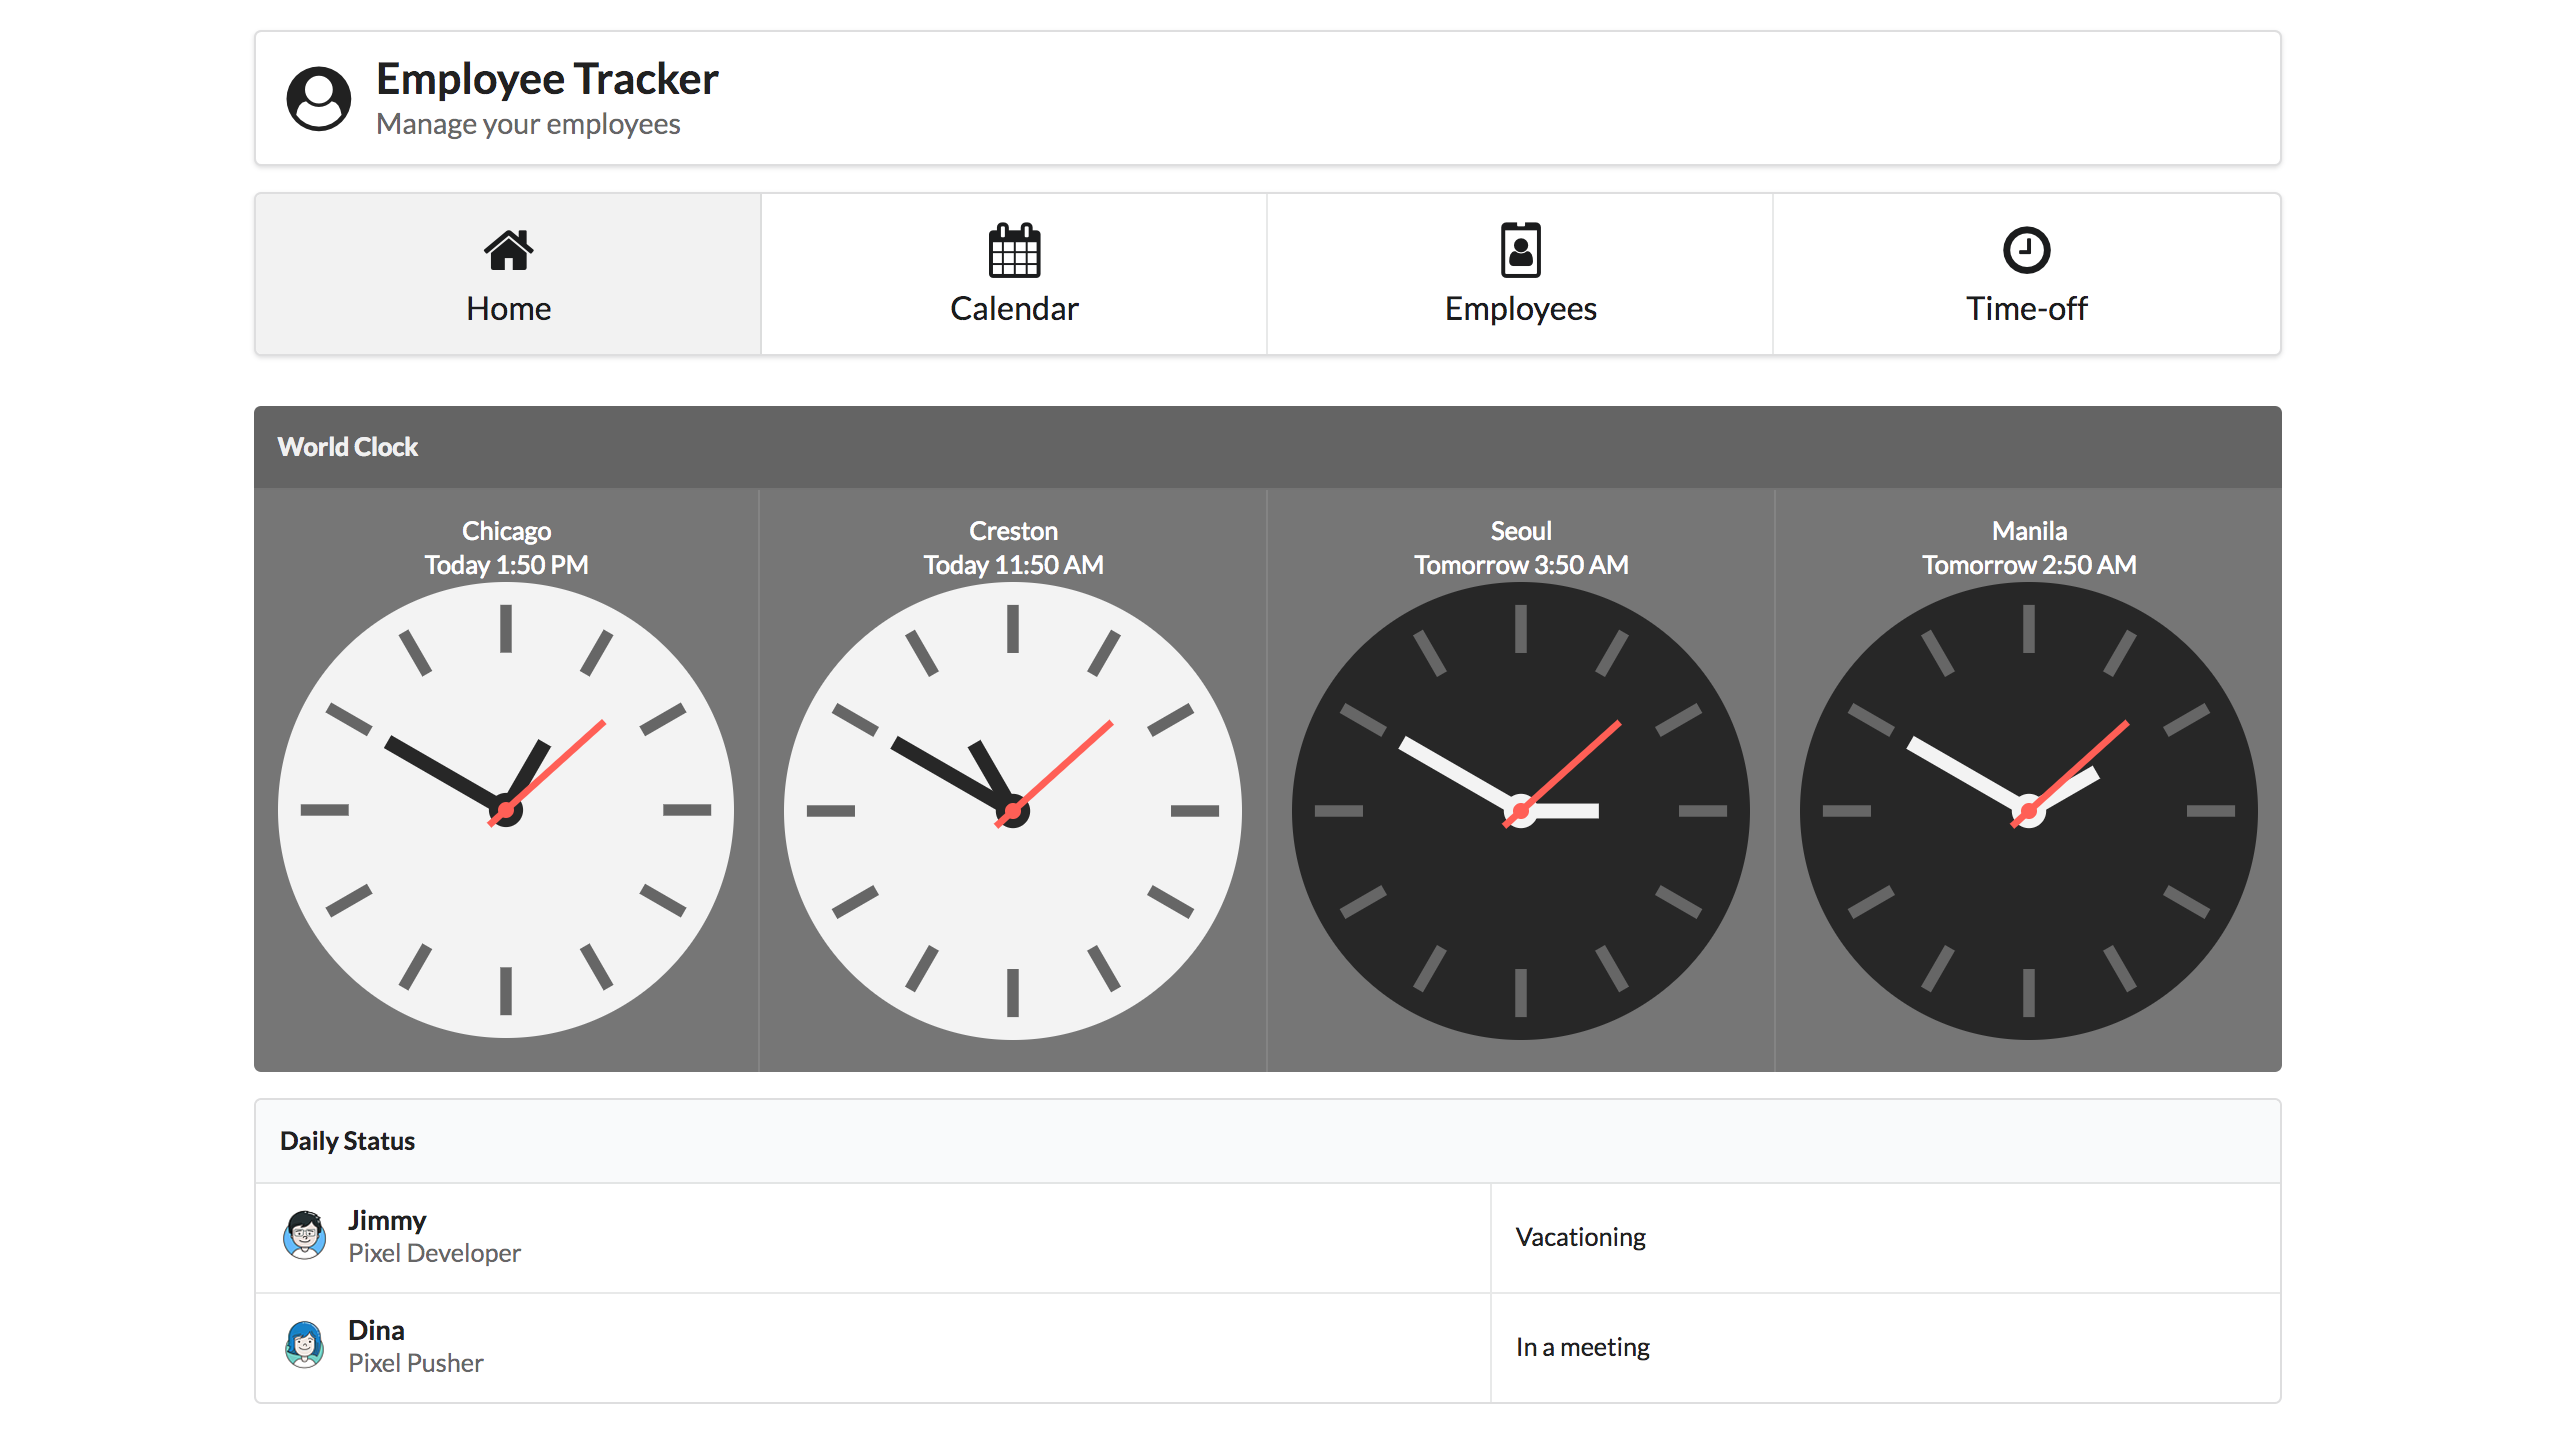 Employee Tracker
Manage your employees
Home
Calendar
Employees
Time-off
World Clock
Chicago
Today 1:50 PM
Creston
Today 11:50 AM
Seoul
Tomorrow 3:50 AM
Manila
Tomorrow 2:50 AM
Daily Status
Jimmy
Pixel Developer
Vacationing
Dina
Pixel Pusher
In a meeting